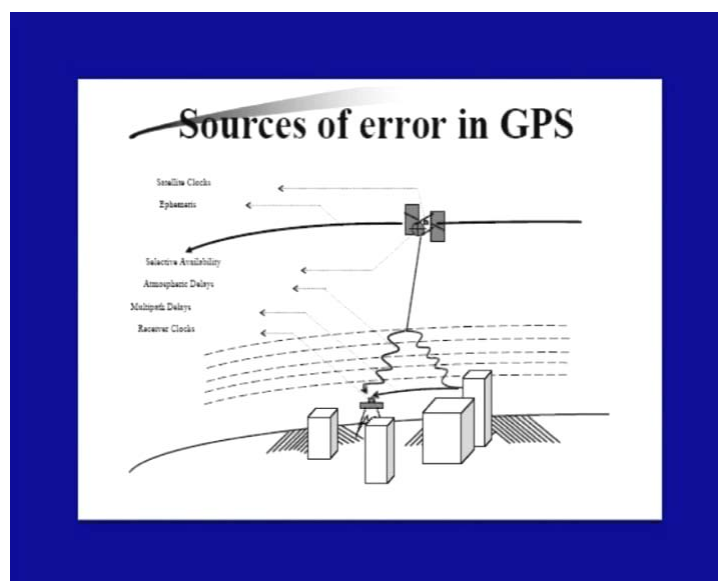 Sources of error in GPS
Satellite Clocks
Ephemeris
Selective Availability
Atmospheric Delays
Multipath Delays
Receiver Clocks